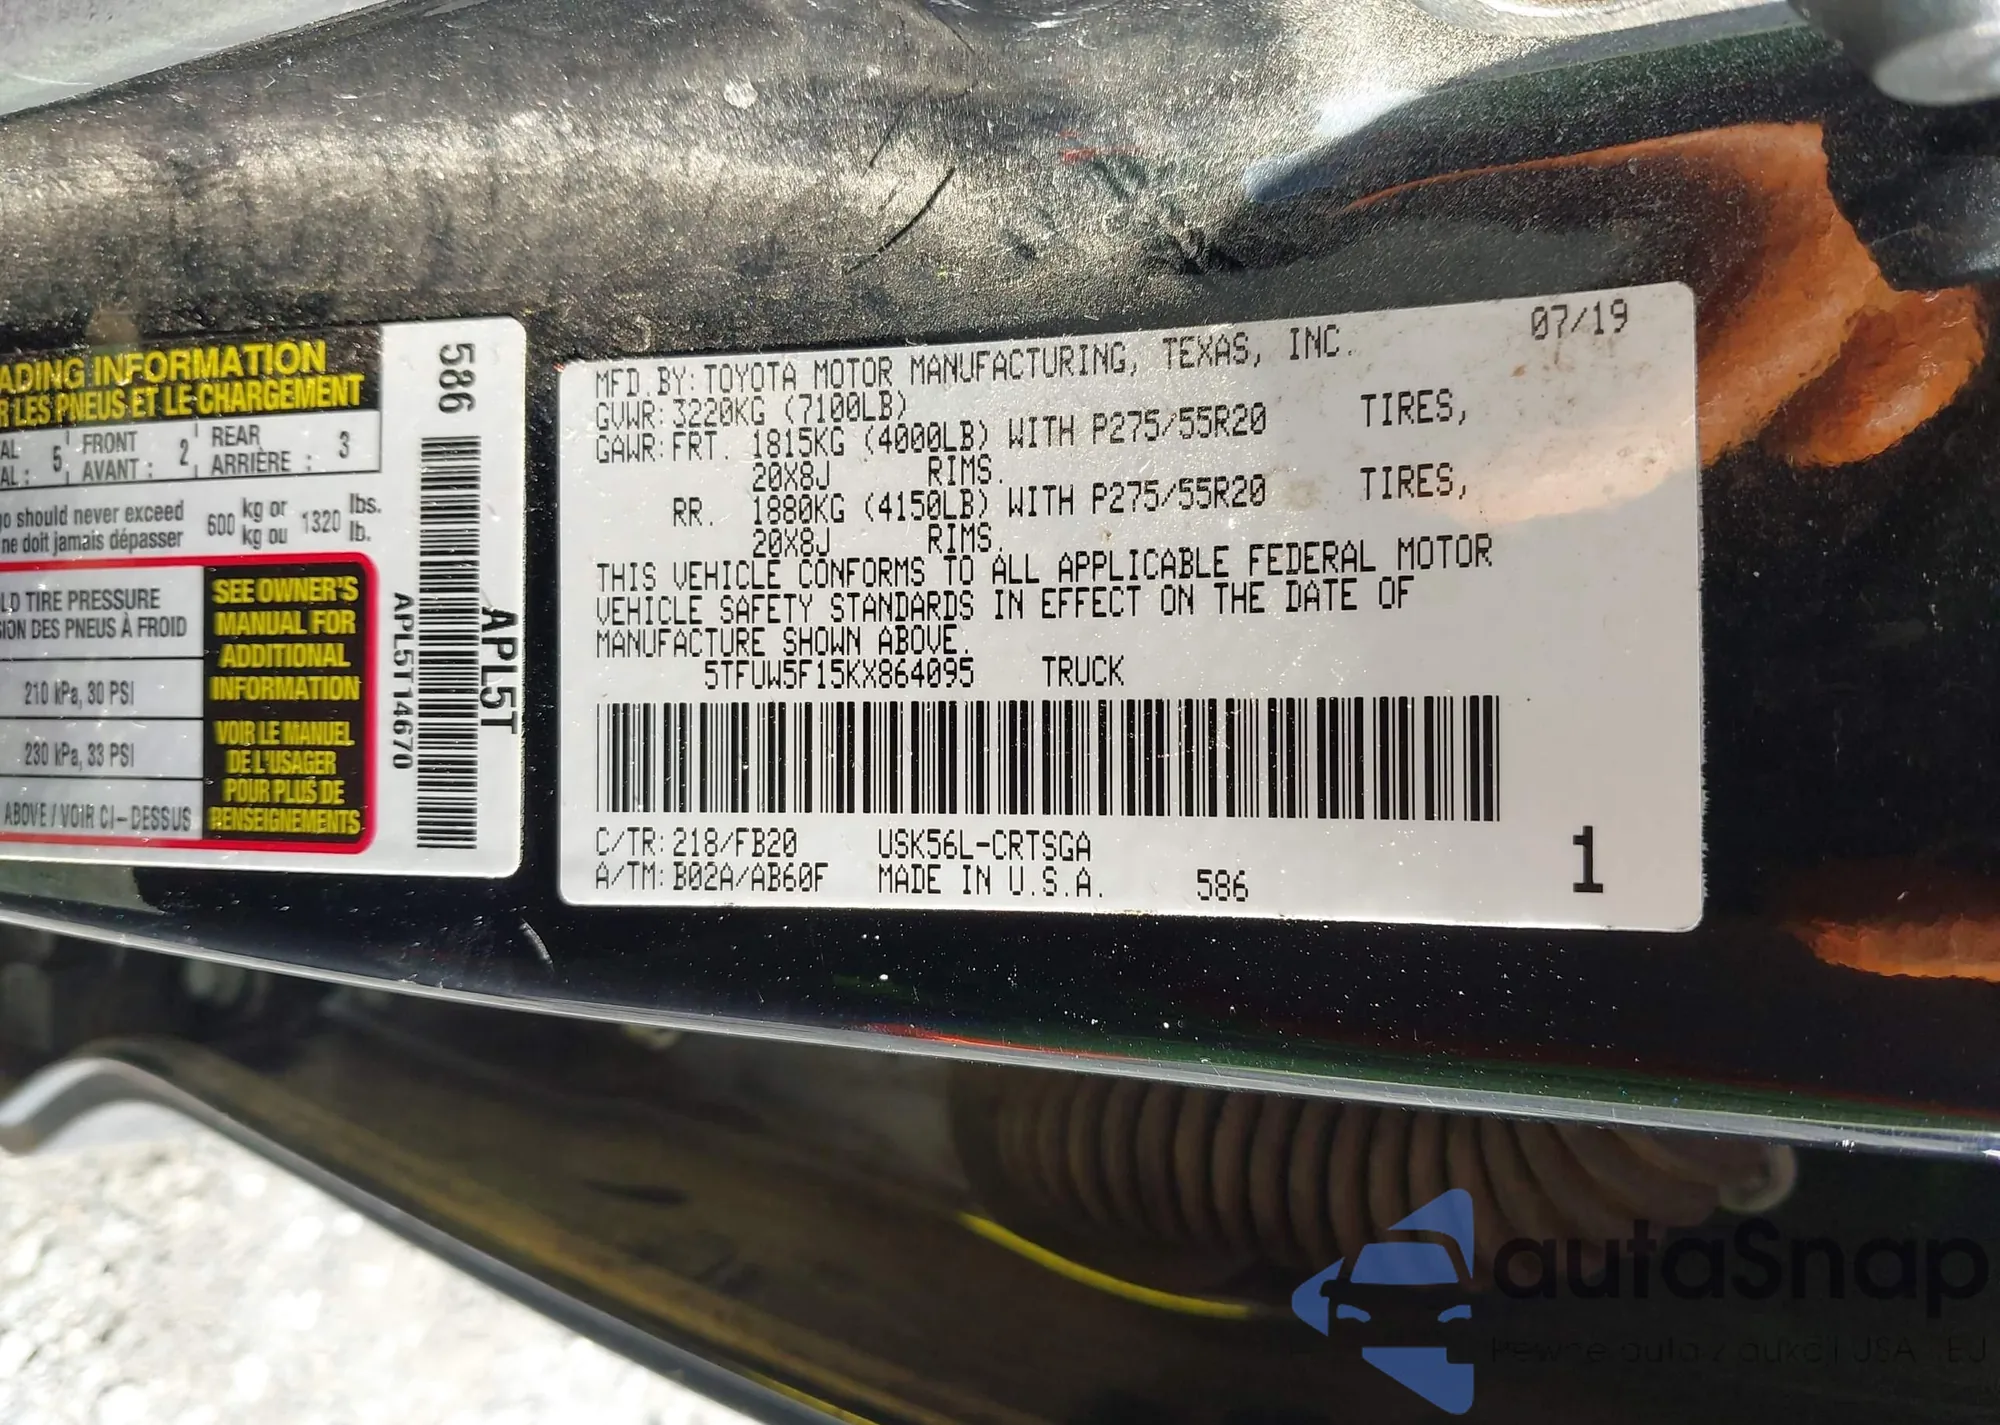 ADING INFORMATION
R LES PNEUS ET LE CHARGEMENT
AL 5 FRONT 2 REAR 3
AL : AVANT : ARRIÈRE :
go should never exceed 600 kg or 1320 lbs.
ne doit jamais dépasser kg ou lb.
LD TIRE PRESSURE
SION DES PNEUS À FROID
210 kPa, 30 PSI
230 kPa, 33 PSI
ABOVE / VOIR CI-DESSUS
SEE OWNER'S
MANUAL FOR
ADDITIONAL
INFORMATION
VOIR LE MANUEL
DE L'USAGER
POUR PLUS DE
RENSEIGNEMENTS
586
APL5T
APL5T14670
07/19
MFD.BY:TOYOTA MOTOR MANUFACTURING, TEXAS, INC.
GVWR:3220KG (7100LB)
GAWR:FRT. 1815KG (4000LB) WITH P275/55R20 TIRES,
20X8J RIMS.
RR. 1880KG (4150LB) WITH P275/55R20 TIRES,
20X8J RIMS.
THIS VEHICLE CONFORMS TO ALL APPLICABLE FEDERAL MOTOR
VEHICLE SAFETY STANDARDS IN EFFECT ON THE DATE OF
MANUFACTURE SHOWN ABOVE.
5TFUW5F15KX864095 TRUCK
C/TR:218/FB20 USK56L-CRTSGA
A/TM:B02A/AB60F MADE IN U.S.A. 586
1
autaSnap